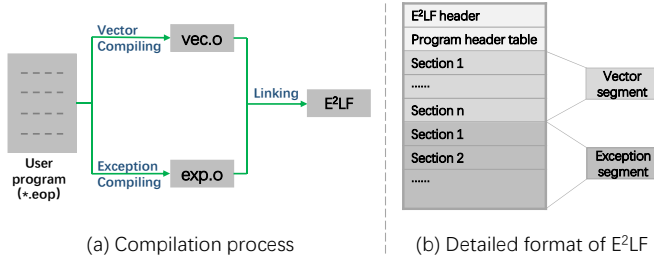 Vector
Compiling
vec.o
Linking
E²LF
Exception
Compiling
exp.o
User
program
(*.eop)
(a) Compilation process
E²LF header
Program header table
Section 1
......
Section n
Section 1
Section 2
......
Vector
segment
Exception
segment
(b) Detailed format of E²LF